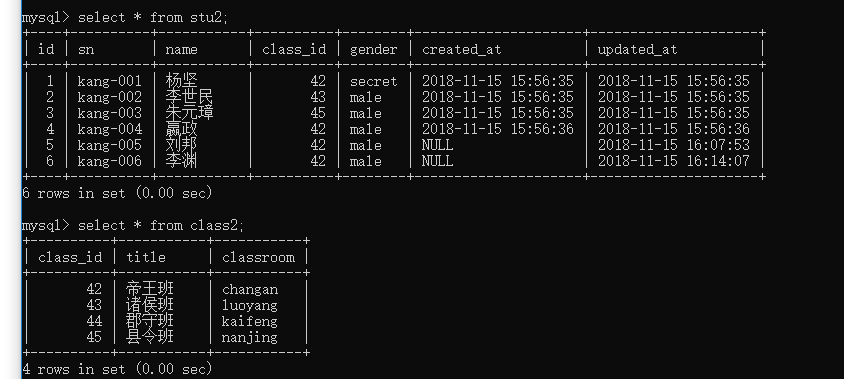 mysql> select * from stu2;
+----+----------+--------+----------+--------+---------------------+---------------------+
| id | sn | name | class_id | gender | created_at | updated_at |
+----+----------+--------+----------+--------+---------------------+---------------------+
| 1 | kang-001 | 杨坚 | 42 | secret | 2018-11-15 15:56:35 | 2018-11-15 15:56:35 |
| 2 | kang-002 | 李世民 | 43 | male | 2018-11-15 15:56:35 | 2018-11-15 15:56:35 |
| 3 | kang-003 | 朱元璋 | 45 | male | 2018-11-15 15:56:35 | 2018-11-15 15:56:35 |
| 4 | kang-004 | 嬴政 | 42 | male | 2018-11-15 15:56:36 | 2018-11-15 15:56:36 |
| 5 | kang-005 | 刘邦 | 42 | male | NULL | 2018-11-15 16:07:53 |
| 6 | kang-006 | 李渊 | 42 | male | NULL | 2018-11-15 16:14:07 |
+----+----------+--------+----------+--------+---------------------+---------------------+
6 rows in set (0.00 sec)
mysql> select * from class2;
+----------+----------+-----------+
| class_id | title | classroom |
+----------+----------+-----------+
| 42 | 帝王班 | changan |
| 43 | 诸侯班 | luoyang |
| 44 | 郡守班 | kaifeng |
| 45 | 县令班 | nanjing |
+----------+----------+-----------+
4 rows in set (0.00 sec)